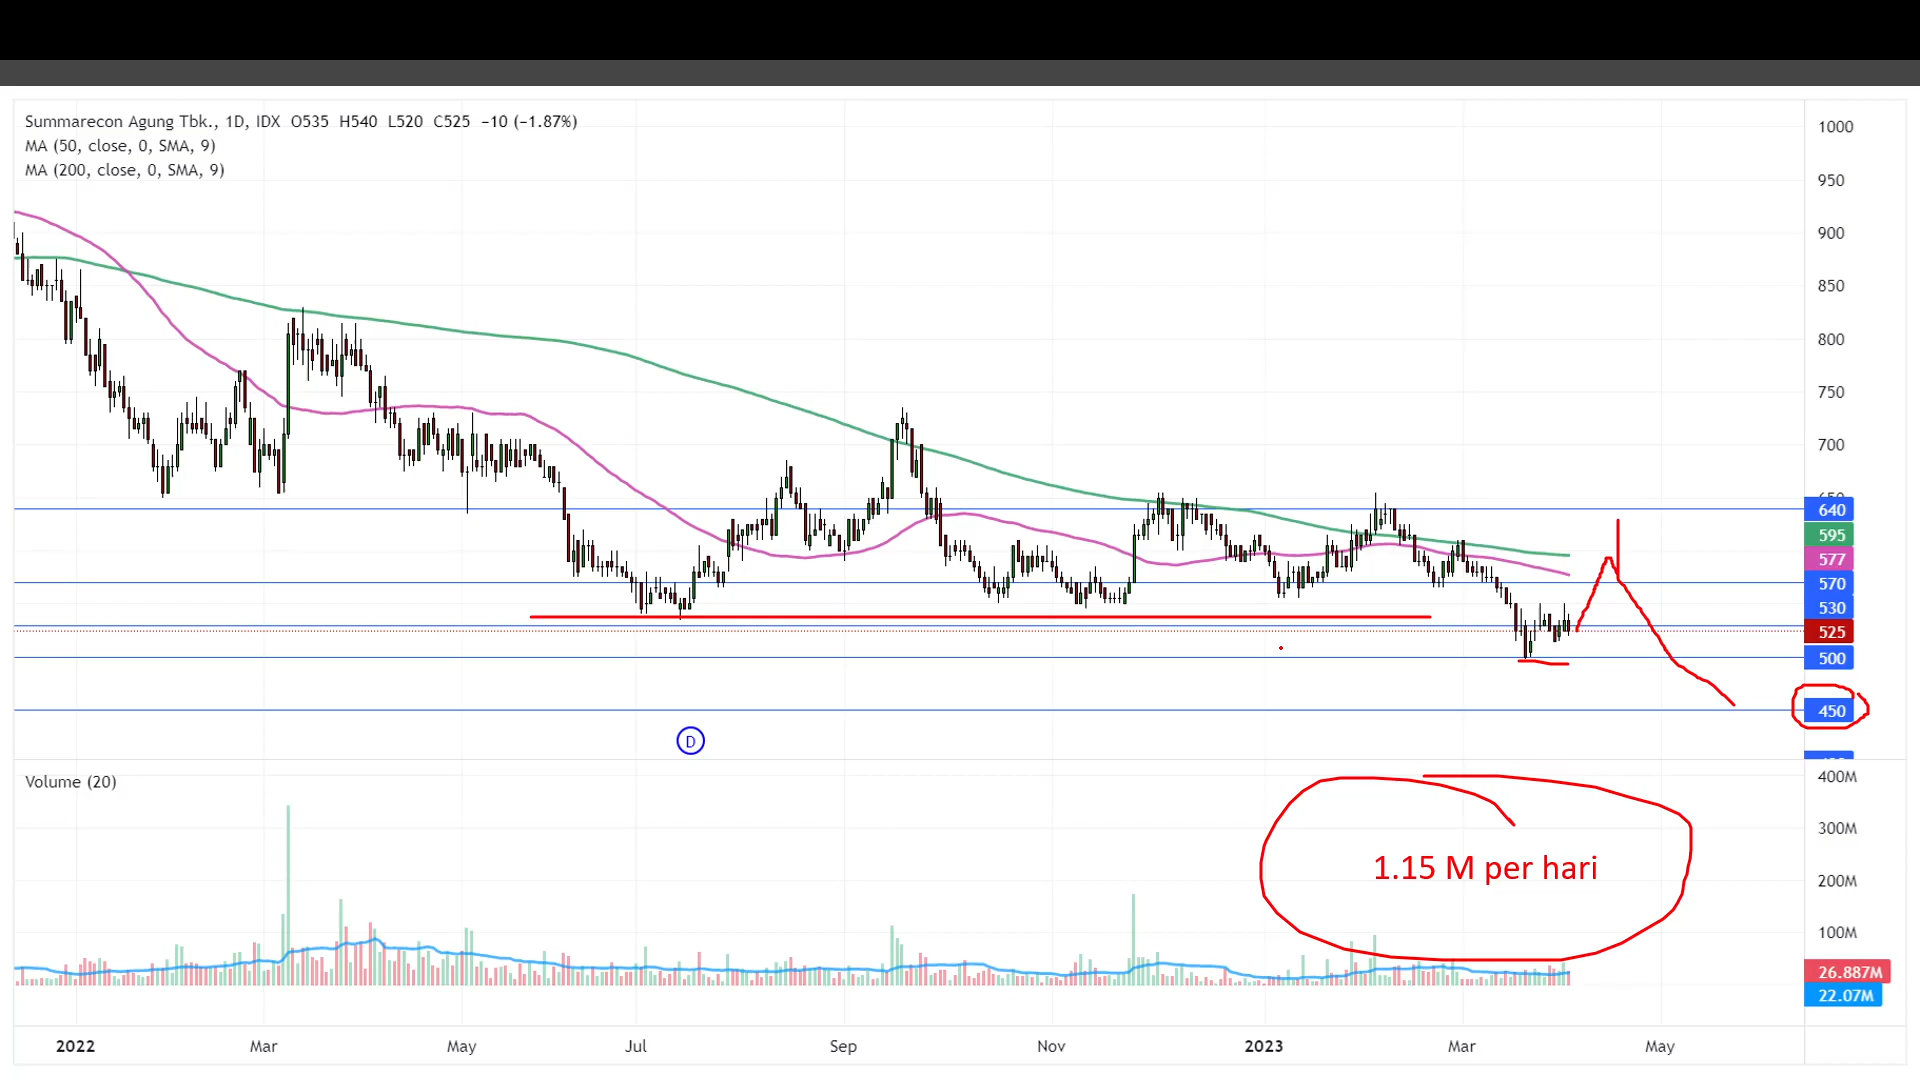 Summarecon Agung Tbk., 1D, IDX O535 H540 L520 C525 −10 (−1.87%)
MA (50, close, 0, SMA, 9)
MA (200, close, 0, SMA, 9)
1000
950
900
850
800
750
700
640
595
577
570
530
525
500
450
D
Volume (20)
400M
300M
1.15 M per hari
200M
100M
26.887M
22.07M
2022 Mar May Jul Sep Nov 2023 Mar May